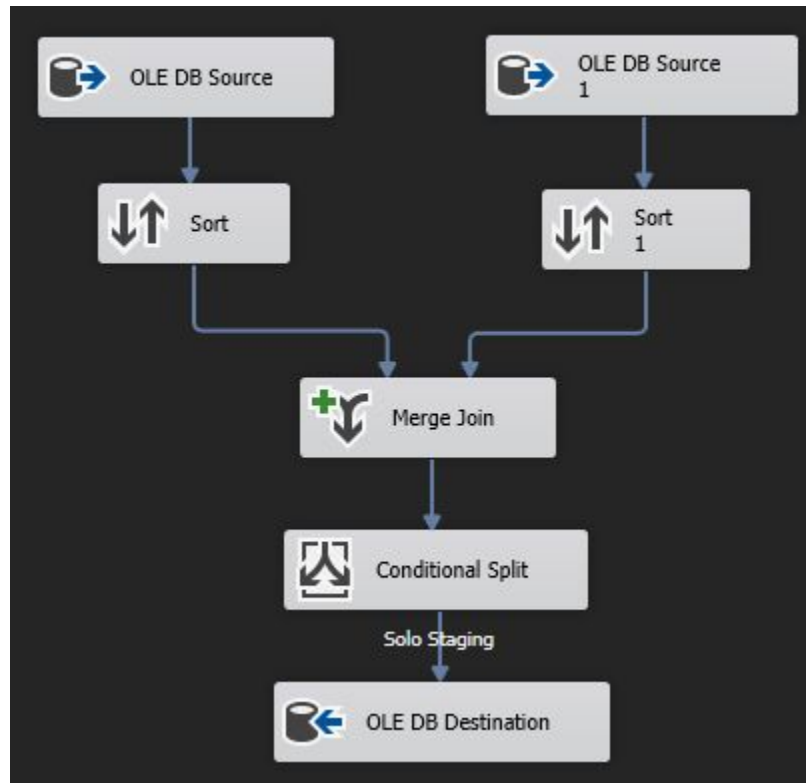 OLE DB Source
OLE DB Source
1
Sort
Sort
1
Merge Join
Conditional Split
Solo Staging
OLE DB Destination